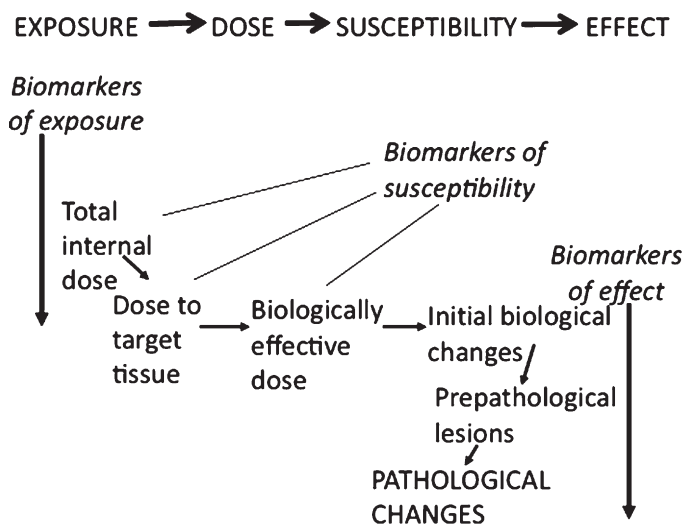 EXPOSURE DOSE SUSCEPTIBILITY EFFECT
Biomarkers
of exposure
Biomarkers of
susceptibility
Total
internal
dose
Dose to
target
tissue
Biologically
effective
dose
Biomarkers
of effect
Initial biological
changes
Prepathological
lesions
PATHOLOGICAL
CHANGES